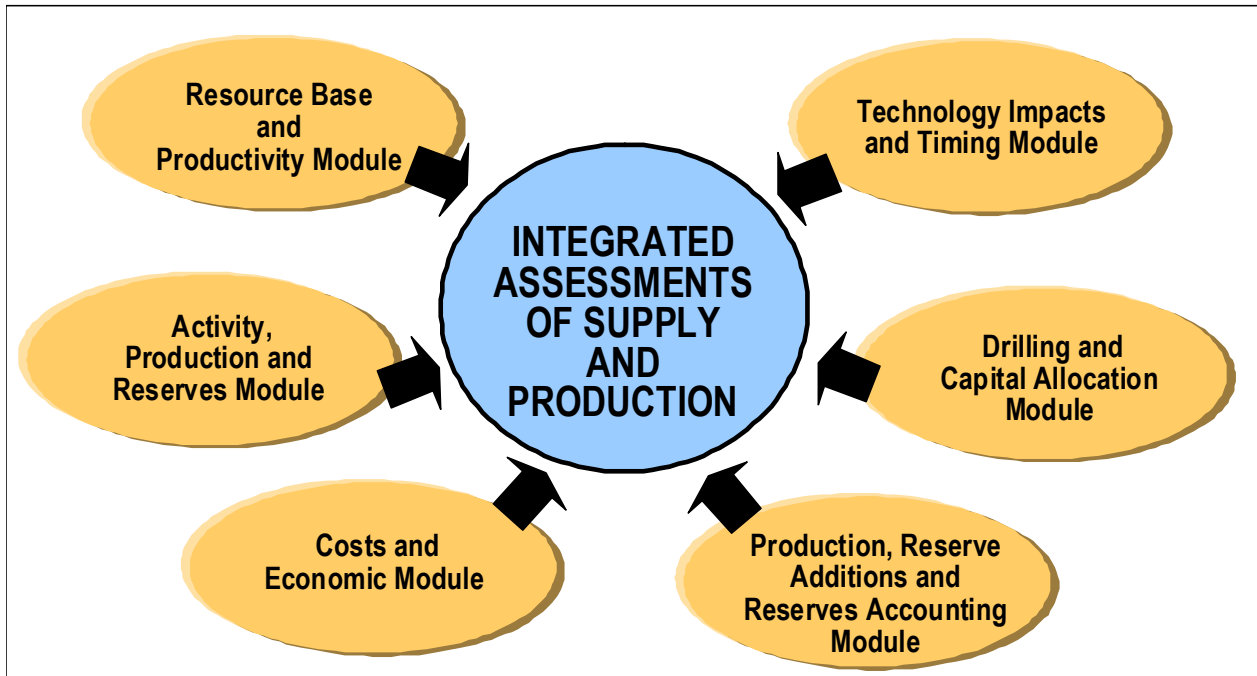 Resource Base
and
Productivity Module
Technology Impacts
and Timing Module
INTEGRATED
ASSESSMENTS
OF SUPPLY
AND
PRODUCTION
Activity,
Production and
Reserves Module
Drilling and
Capital Allocation
Module
Costs and
Economic Module
Production, Reserve
Additions and
Reserves Accounting
Module